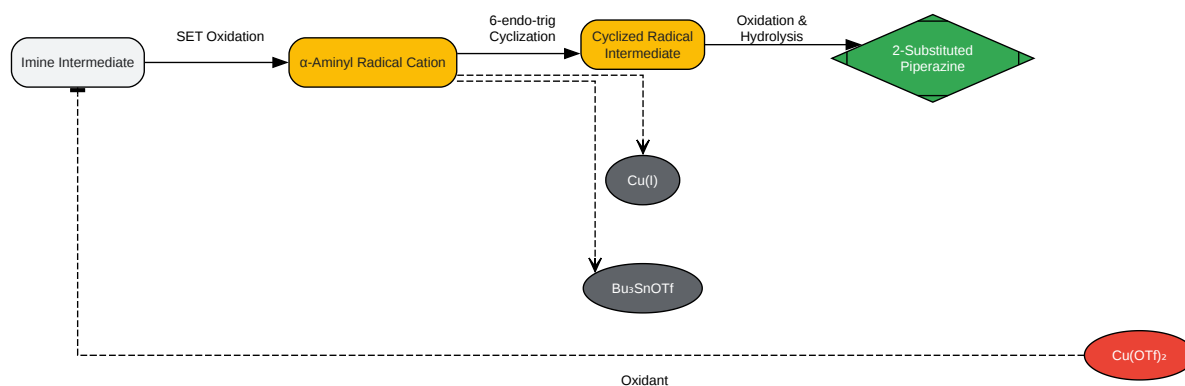 Imine Intermediate
SET Oxidation
α-Aminyl Radical Cation
6-endo-trig
Cyclization
Cyclized Radical
Intermediate
Oxidation &
Hydrolysis
2-Substituted
Piperazine
Cu(I)
Bu₃SnOTf
Cu(OTf)₂
Oxidant